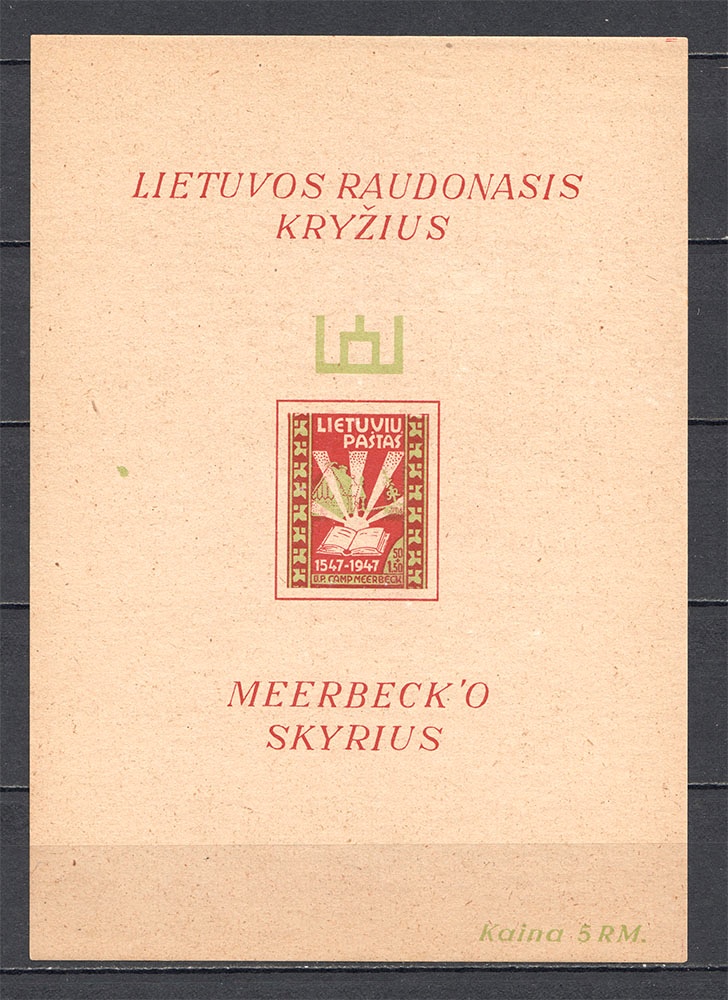 LIETUVOS RAUDONASIS
KRYŽIUS
LIETUVIŲ
PAŠTAS
1547-1947
50
+
1.50
D.P. CAMP MEERBECK
MEERBECK'O
SKYRIUS
Kaina 5 RM.